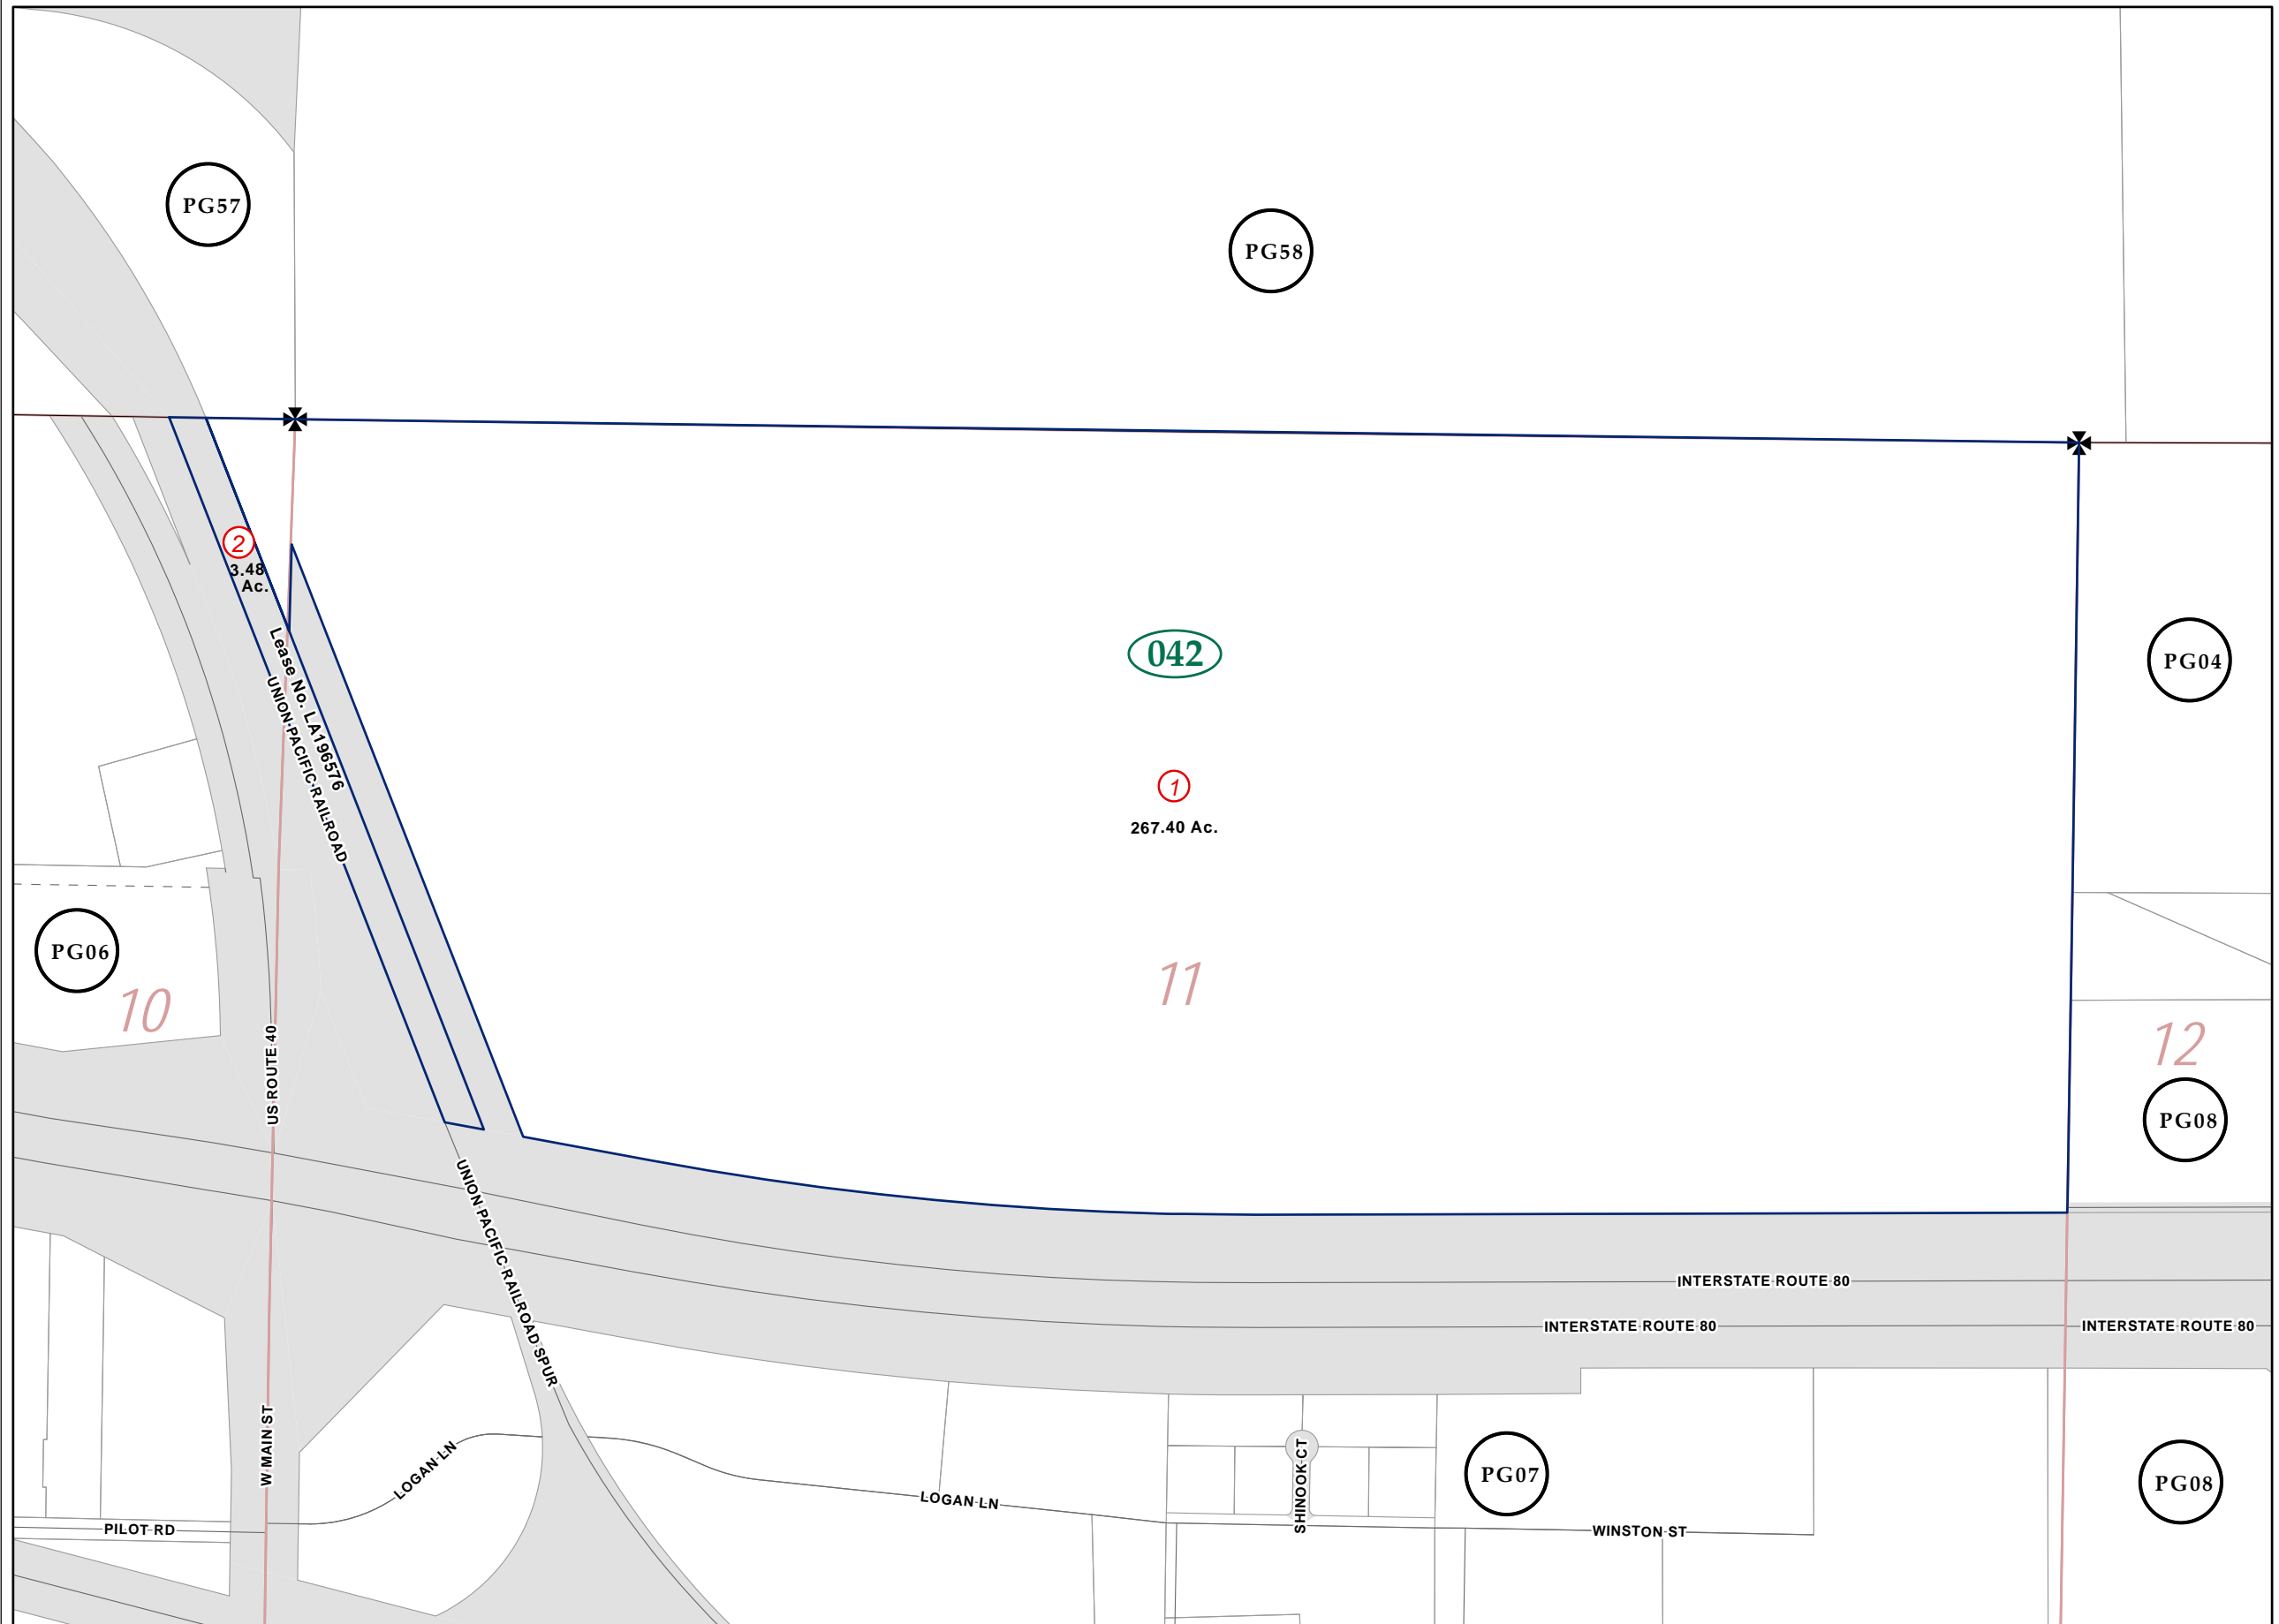 PG57
PG58
2
3.48
Ac.
Lease No. LA196576
UNION PACIFIC RAILROAD
042
PG04
1
267.40 Ac.
PG06
10
11
12
US ROUTE 40
PG08
UNION PACIFIC RAILROAD SPUR
INTERSTATE ROUTE 80
INTERSTATE ROUTE 80
INTERSTATE ROUTE 80
W MAIN ST
LOGAN LN
LOGAN LN
SHINOOK CT
PG07
PG08
PILOT RD
WINSTON ST